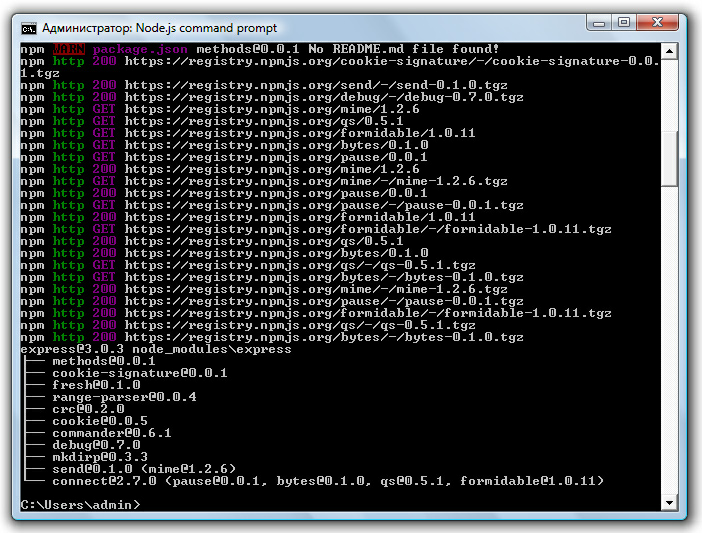 Администратор: Node.js command prompt
npm WARN package.json methods@0.0.1 No README.md file found!
npm http 200 https://registry.npmjs.org/cookie-signature/-/cookie-signature-0.0.
1.tgz
npm http 200 https://registry.npmjs.org/send/-/send-0.1.0.tgz
npm http 200 https://registry.npmjs.org/debug/-/debug-0.7.0.tgz
npm http GET https://registry.npmjs.org/mime/1.2.6
npm http GET https://registry.npmjs.org/qs/0.5.1
npm http GET https://registry.npmjs.org/formidable/1.0.11
npm http GET https://registry.npmjs.org/bytes/0.1.0
npm http GET https://registry.npmjs.org/pause/0.0.1
npm http 200 https://registry.npmjs.org/mime/1.2.6
npm http GET https://registry.npmjs.org/mime/-/mime-1.2.6.tgz
npm http 200 https://registry.npmjs.org/pause/0.0.1
npm http GET https://registry.npmjs.org/pause/-/pause-0.0.1.tgz
npm http 200 https://registry.npmjs.org/formidable/1.0.11
npm http GET https://registry.npmjs.org/formidable/-/formidable-1.0.11.tgz
npm http 200 https://registry.npmjs.org/qs/0.5.1
npm http 200 https://registry.npmjs.org/bytes/0.1.0
npm http GET https://registry.npmjs.org/qs/-/qs-0.5.1.tgz
npm http GET https://registry.npmjs.org/bytes/-/bytes-0.1.0.tgz
npm http 200 https://registry.npmjs.org/mime/-/mime-1.2.6.tgz
npm http 200 https://registry.npmjs.org/pause/-/pause-0.0.1.tgz
npm http 200 https://registry.npmjs.org/formidable/-/formidable-1.0.11.tgz
npm http 200 https://registry.npmjs.org/qs/-/qs-0.5.1.tgz
npm http 200 https://registry.npmjs.org/bytes/-/bytes-0.1.0.tgz
express@3.0.3 node_modules\express
├── methods@0.0.1
├── cookie-signature@0.0.1
├── fresh@0.1.0
├── range-parser@0.0.4
├── crc@0.2.0
├── cookie@0.0.5
├── commander@0.6.1
├── debug@0.7.0
├── mkdirp@0.3.3
├── send@0.1.0 (mime@1.2.6)
└── connect@2.7.0 (pause@0.0.1, bytes@0.1.0, qs@0.5.1, formidable@1.0.11)
C:\Users\admin>